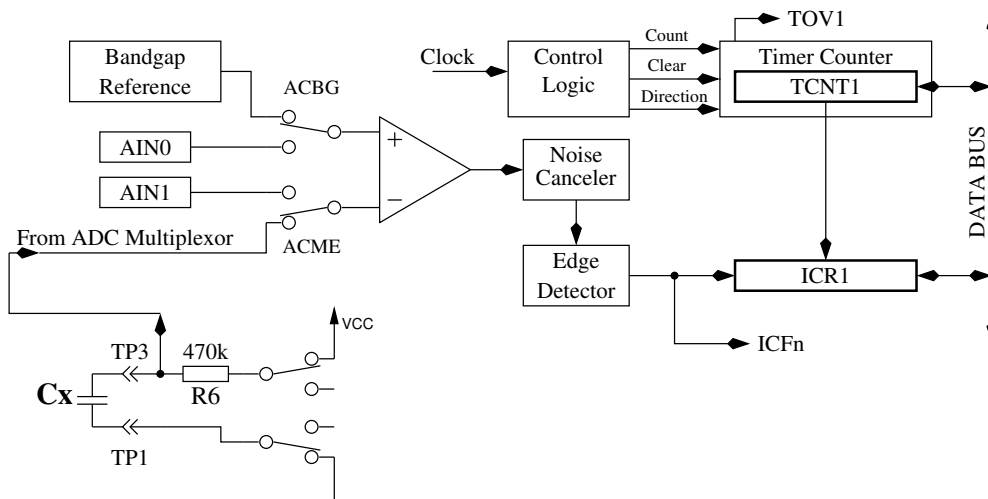 TOV1
Bandgap
Reference
ACBG
Clock
Control
Logic
Count
Clear
Direction
Timer Counter
TCNT1
AIN0
AIN1
+
−
Noise
Canceler
DATA BUS
From ADC Multiplexor
ACME
Edge
Detector
ICR1
ICFn
VCC
TP3
470k
R6
Cx
TP1